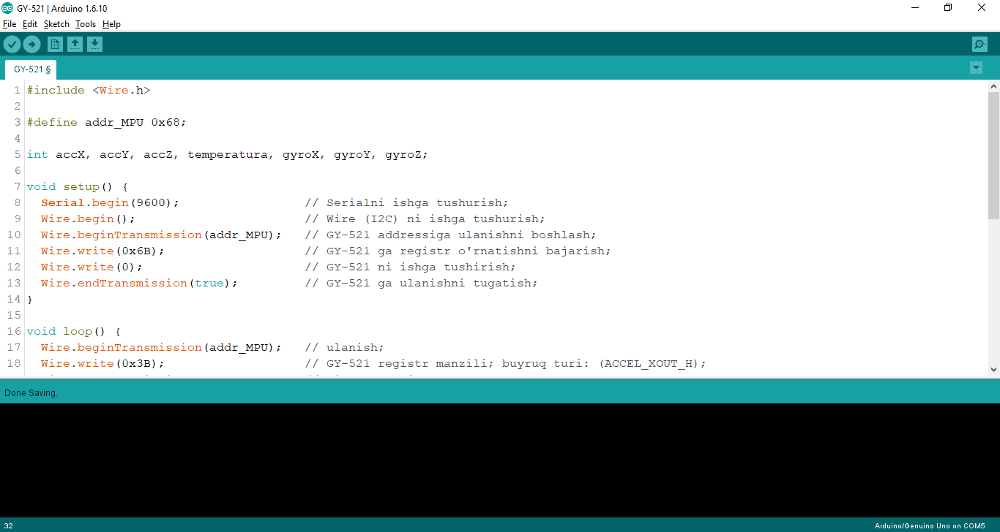 GY-521 | Arduino 1.6.10
File Edit Sketch Tools Help
GY-521 §
1 #include <Wire.h>
2
3 #define addr_MPU 0x68;
4
5 int accX, accY, accZ, temperatura, gyroX, gyroY, gyroZ;
6
7 void setup() {
8 Serial.begin(9600); // Serialni ishga tushurish;
9 Wire.begin(); // Wire (I2C) ni ishga tushurish;
10 Wire.beginTransmission(addr_MPU); // GY-521 addressiga ulanishni boshlash;
11 Wire.write(0x6B); // GY-521 ga registr o'rnatishni bajarish;
12 Wire.write(0); // GY-521 ni ishga tushirish;
13 Wire.endTransmission(true); // GY-521 ga ulanishni tugatish;
14 }
15
16 void loop() {
17 Wire.beginTransmission(addr_MPU); // ulanish;
18 Wire.write(0x3B); // GY-521 registr manzili; buyruq turi: (ACCEL_XOUT_H);
Done Saving.
32
Arduino/Genuino Uno on COM5